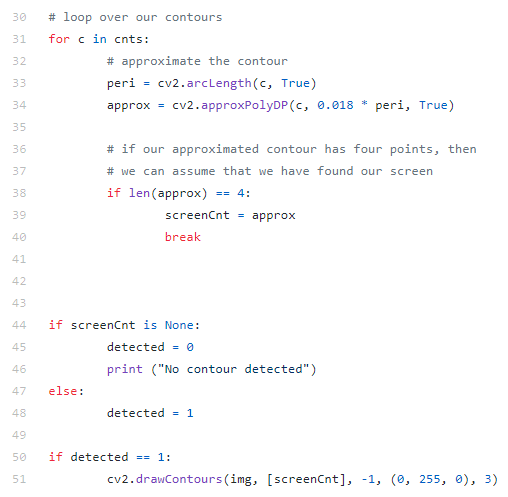 30 # loop over our contours
31 for c in cnts:
32 # approximate the contour
33 peri = cv2.arcLength(c, True)
34 approx = cv2.approxPolyDP(c, 0.018 * peri, True)
35
36 # if our approximated contour has four points, then
37 # we can assume that we have found our screen
38 if len(approx) == 4:
39 screenCnt = approx
40 break
41
42
43
44 if screenCnt is None:
45 detected = 0
46 print ("No contour detected")
47 else:
48 detected = 1
49
50 if detected == 1:
51 cv2.drawContours(img, [screenCnt], -1, (0, 255, 0), 3)